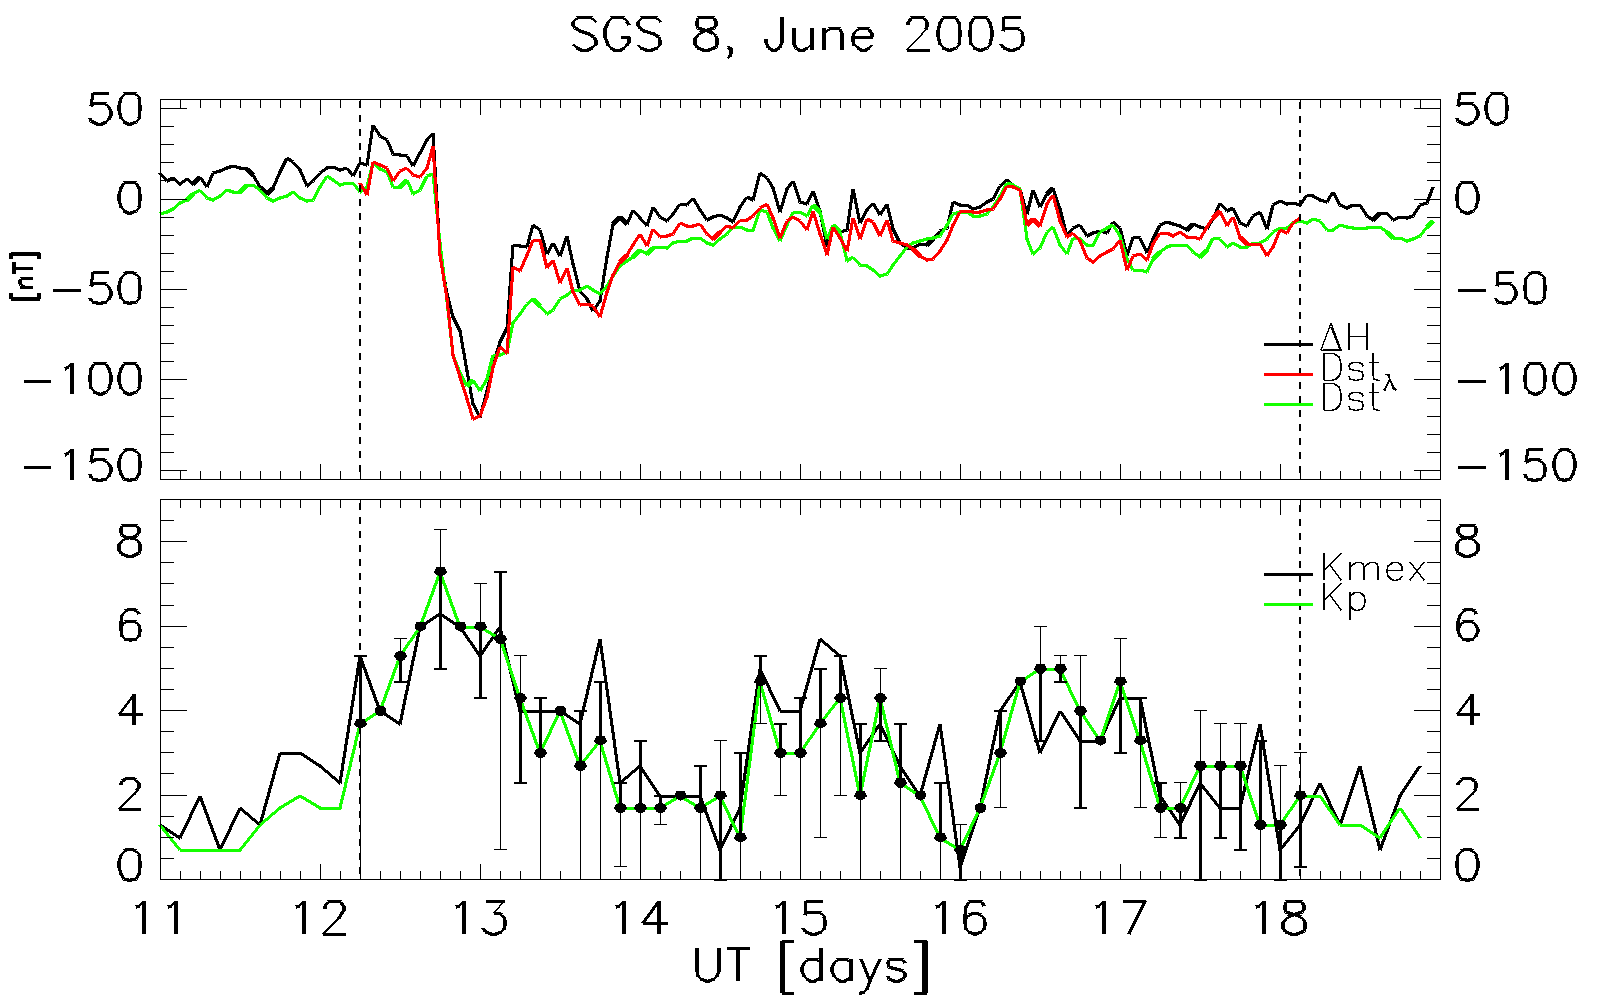 SGS 8, June 2005
50 50
0 0
[nT]
−50 −50
ΔH
−100 Dstλ −100
Dst
−150 −150
8 8
Kmex
Kp
6 6
4 4
2 2
0 0
11 12 13 14 15 16 17 18
UT [days]